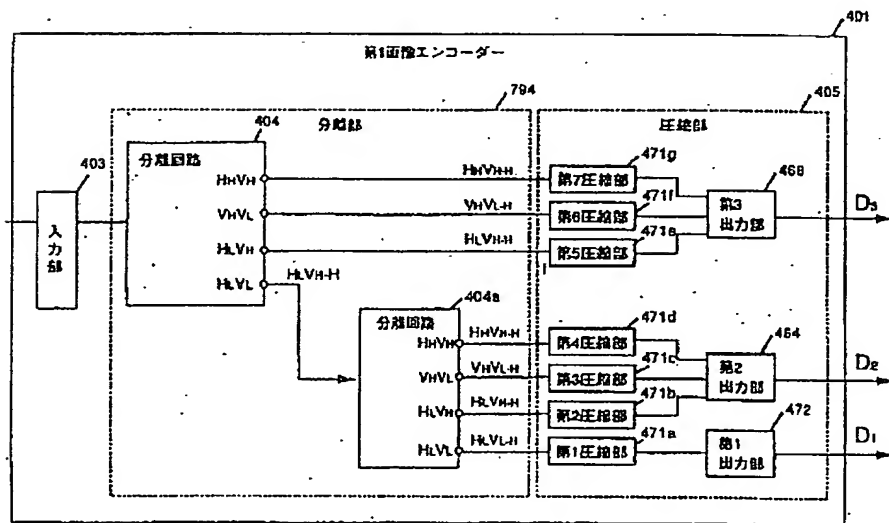 401
第1画像エンコーダー
794
405
404
分離部
圧縮部
403
分離回路
471g
HHVH
HHVH-H
第7圧縮部
468
入力部
471f
VHVL
VHVL-H
第6圧縮部
第3出力部
D3
471e
HLVH
HLVH-H
第5圧縮部
HLVL
HLVH-H
404a
471d
分離回路
HHVH
HHVH-H
第4圧縮部
464
471c
VHVL
VHVL-H
第3圧縮部
第2出力部
D2
471b
HLVH
HLVH-H
第2圧縮部
472
471a
HLVL
HLVL-H
第1圧縮部
第1出力部
D1